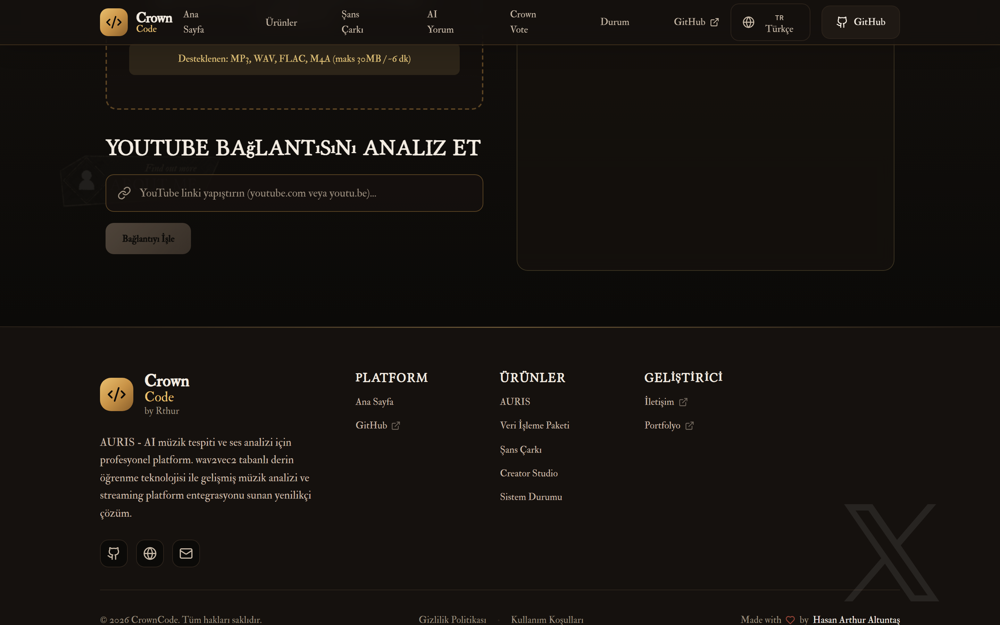 Crown
Code
Ana
Sayfa
Ürünler
Şans
Çarkı
AI
Yorum
Crown
Vote
Durum
GitHub
TR
Türkçe
GitHub
Desteklenen: MP3, WAV, FLAC, M4A (maks 30MB / ~6 dk)
YOUTUBE BAğLANTıSıNı ANALIZ ET
Find out more
YouTube linki yapıştırın (youtube.com veya youtu.be)...
Bağlantıyı İşle
Crown
Code
by Rthur
AURIS - AI müzik tespiti ve ses analizi için
profesyonel platform. wav2vec2 tabanlı derin
öğrenme teknolojisi ile gelişmiş müzik analizi ve
streaming platform entegrasyonu sunan yenilikçi
çözüm.
PLATFORM
Ana Sayfa
GitHub
ÜRÜNLER
AURIS
Veri İşleme Paketi
Şans Çarkı
Creator Studio
Sistem Durumu
GELİŞTİRİCİ
İletişim
Portfolyo
© 2026 CrownCode. Tüm hakları saklıdır.
Gizlilik Politikası · Kullanım Koşulları
Made with by Hasan Arthur Altuntaş